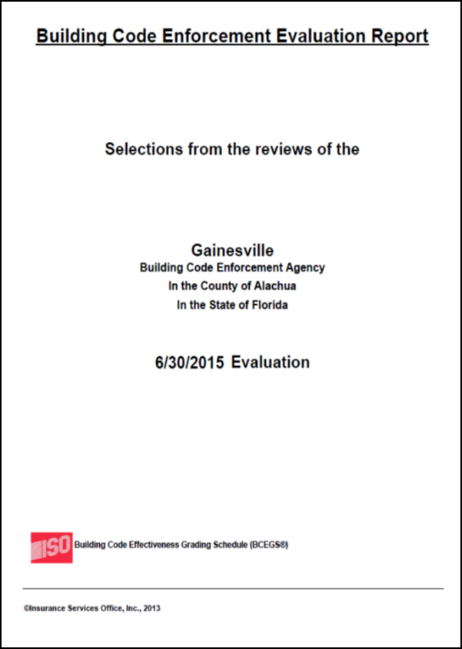 Building Code Enforcement Evaluation Report
Selections from the reviews of the
Gainesville
Building Code Enforcement Agency
In the County of Alachua
In the State of Florida
6/30/2015 Evaluation
ISO Building Code Effectiveness Grading Schedule (BCEGS®)
©Insurance Services Office, Inc., 2013